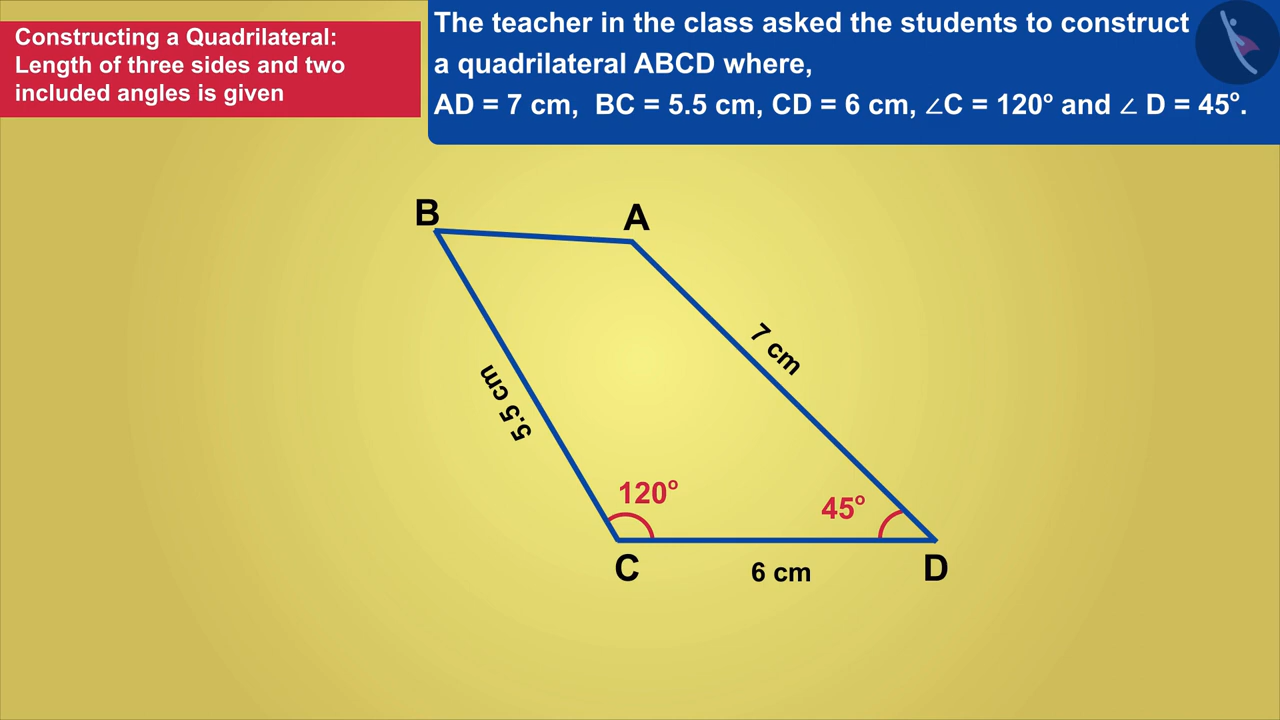 Constructing a Quadrilateral:
Length of three sides and two
included angles is given
The teacher in the class asked the students to construct
a quadrilateral ABCD where,
AD = 7 cm, BC = 5.5 cm, CD = 6 cm, ∠C = 120° and ∠ D = 45°.
B
A
7 cm
5.5 cm
120°
45°
C
6 cm
D